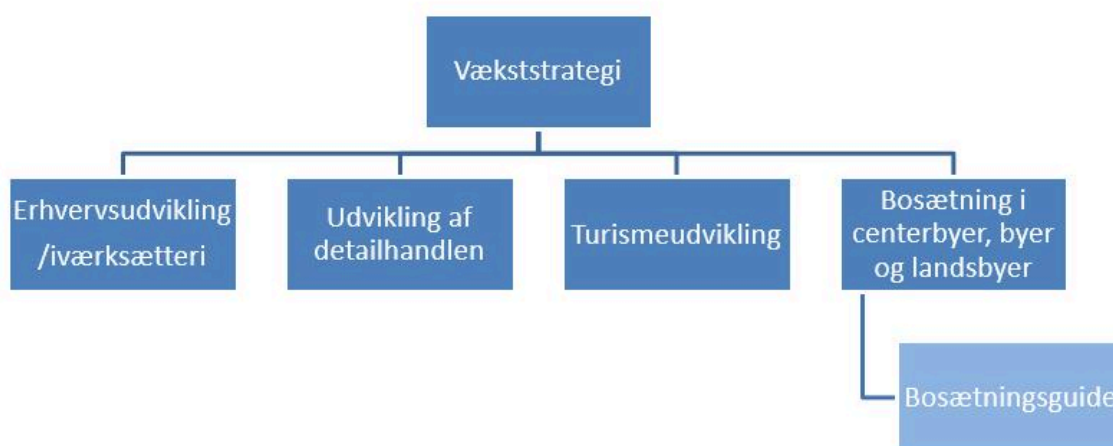 Vækststrategi
Erhvervsudvikling
/iværksætteri
Udvikling af
detailhandlen
Turismeudvikling
Bosætning i
centerbyer, byer
og landsbyer
Bosætningsguide